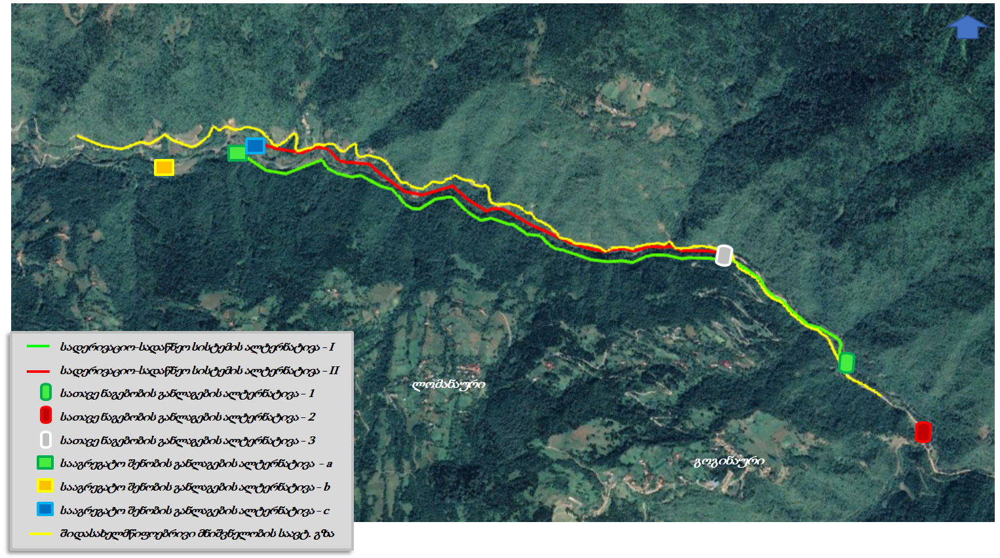 სადერივაციო-სადაწნეო სისტემის ალტერნატივა - I
სადერივაციო-სადაწნეო სისტემის ალტერნატივა - II
სათავე ნაგებობის განლაგების ალტერნატივა - 1
სათავე ნაგებობის განლაგების ალტერნატივა - 2
სათავე ნაგებობის განლაგების ალტერნატივა - 3
სააგრეგატო შენობის განლაგების ალტერნატივა - a
სააგრეგატო შენობის განლაგების ალტერნატივა - b
სააგრეგატო შენობის განლაგების ალტერნატივა - c
შიდასახელმწიფოებრივი მნიშვნელობის საავტ. გზა
ლომანაური
გოგინაური